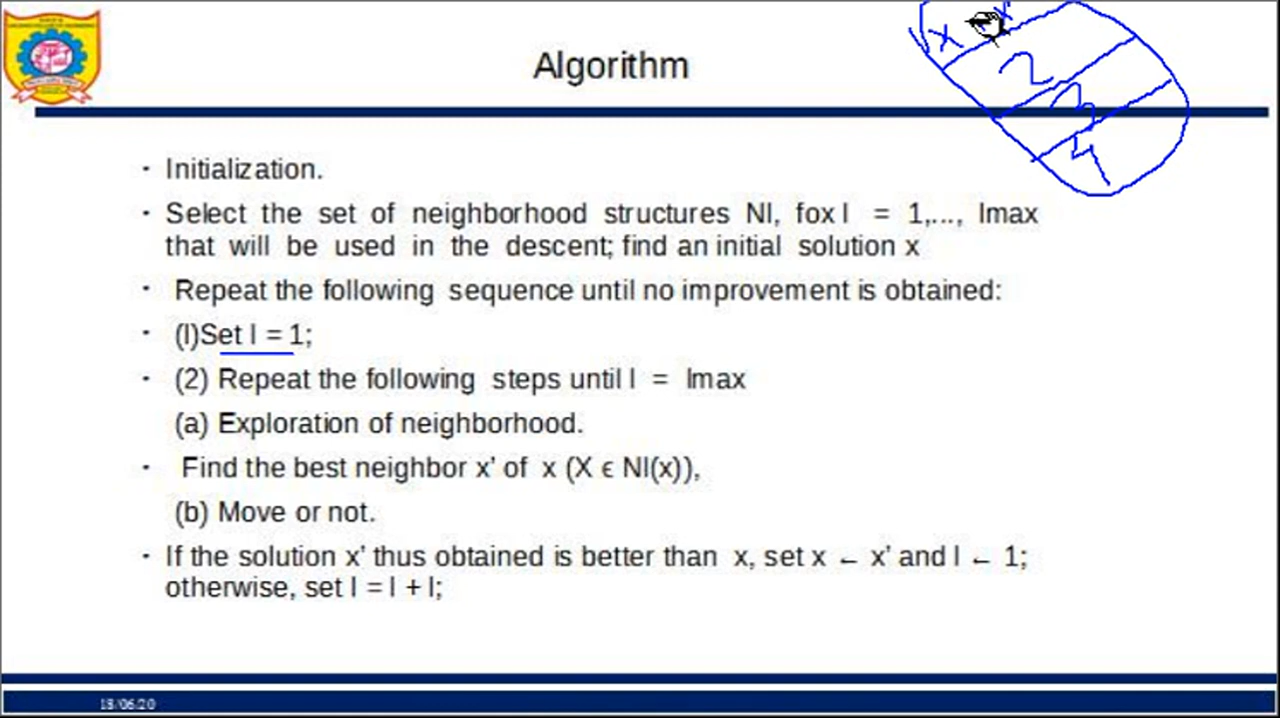 Algorithm
x x'
2
3
4
· Initialization.
· Select the set of neighborhood structures Nl, fox l = 1,..., lmax
that will be used in the descent; find an initial solution x
· Repeat the following sequence until no improvement is obtained:
· (l)Set l = 1;
· (2) Repeat the following steps until l = lmax
(a) Exploration of neighborhood.
· Find the best neighbor x' of x (X ϵ Nl(x)),
(b) Move or not.
· If the solution x' thus obtained is better than x, set x ← x' and l ← 1;
otherwise, set l = l + l;
18/06/20